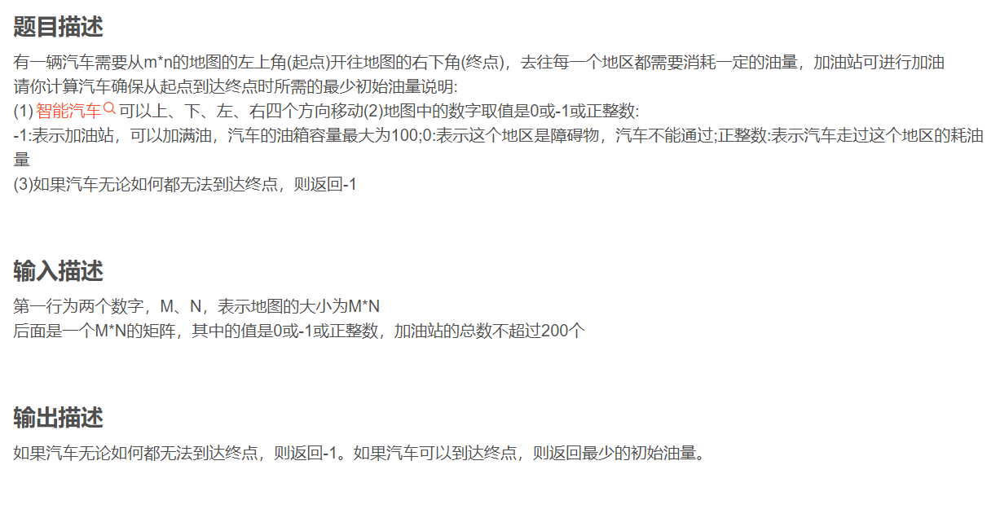 题目描述
有一辆汽车需要从m*n的地图的左上角(起点)开往地图的右下角(终点)，去往每一个地区都需要消耗一定的油量，加油站可进行加油
请你计算汽车确保从起点到达终点时所需的最少初始油量说明:
(1)智能汽车可以上、下、左、右四个方向移动(2)地图中的数字取值是0或-1或正整数:
-1:表示加油站，可以加满油，汽车的油箱容量最大为100;0:表示这个地区是障碍物，汽车不能通过;正整数:表示汽车走过这个地区的耗油
量
(3)如果汽车无论如何都无法到达终点，则返回-1
输入描述
第一行为两个数字，M、N，表示地图的大小为M*N
后面是一个M*N的矩阵，其中的值是0或-1或正整数，加油站的总数不超过200个
输出描述
如果汽车无论如何都无法到达终点，则返回-1。如果汽车可以到达终点，则返回最少的初始油量。